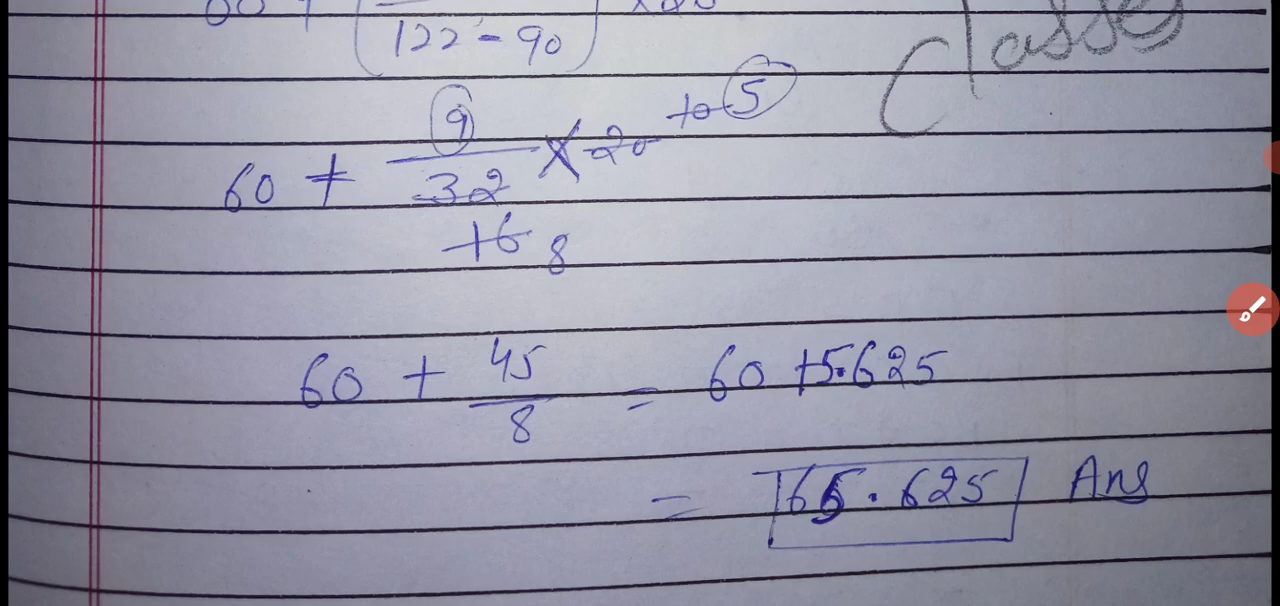 122 - 90
Classes
60 + 9/32 × 20 10 5
16 8
60 + 45/8 = 60 + 5.625
= 65.625 Ans